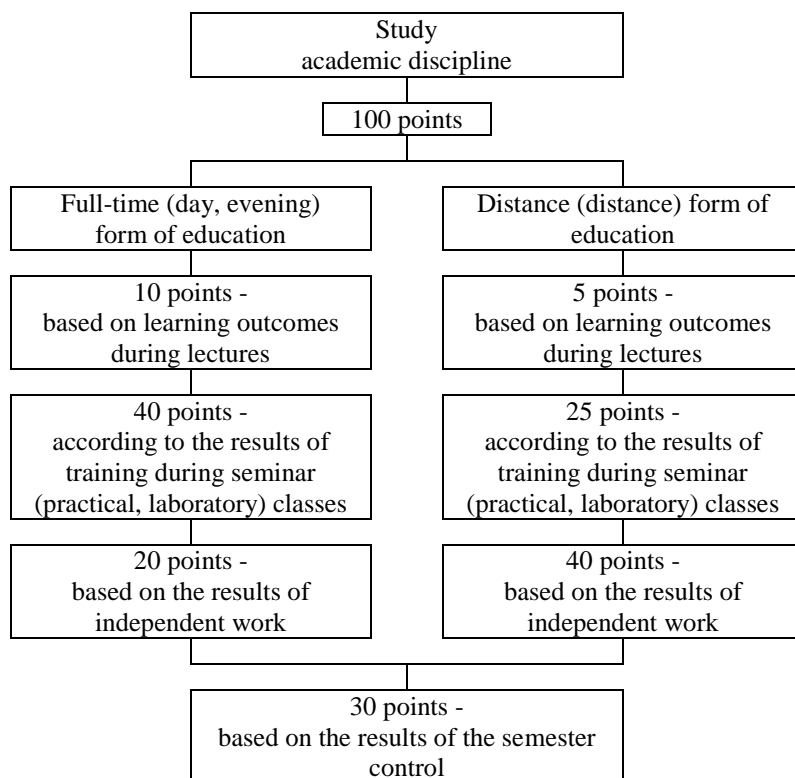 Study
academic discipline
100 points
Full-time (day, evening)
form of education
Distance (distance) form of
education
10 points -
based on learning outcomes
during lectures
5 points -
based on learning outcomes
during lectures
40 points -
according to the results of
training during seminar
(practical, laboratory) classes
25 points -
according to the results of
training during seminar
(practical, laboratory) classes
20 points -
based on the results of
independent work
40 points -
based on the results of
independent work
30 points -
based on the results of the semester
control